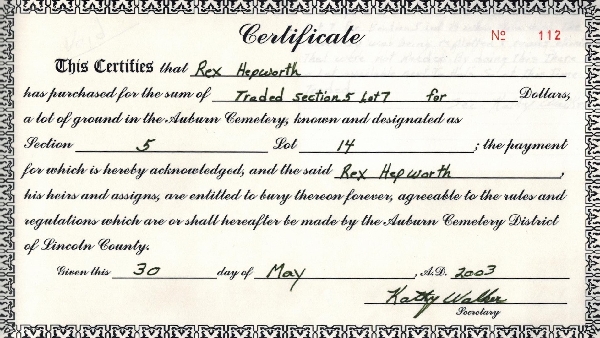 Certificate
№ 112
This Certifies that Rex Hepworth
has purchased for the sum of Traded section 5 Lot 7 for Dollars,
a lot of ground in the Auburn Cemetery, known and designated as
Section 5 Lot 14 ; the payment
for which is hereby acknowledged, and the said Rex Hepworth ,
his heirs and assigns, are entitled to bury thereon forever, agreeable to the rules and
regulations which are or shall hereafter be made by the Auburn Cemetery District
of Lincoln County.
Given this 30 day of May , A.D. 2003
Kathy Walker
Secretary